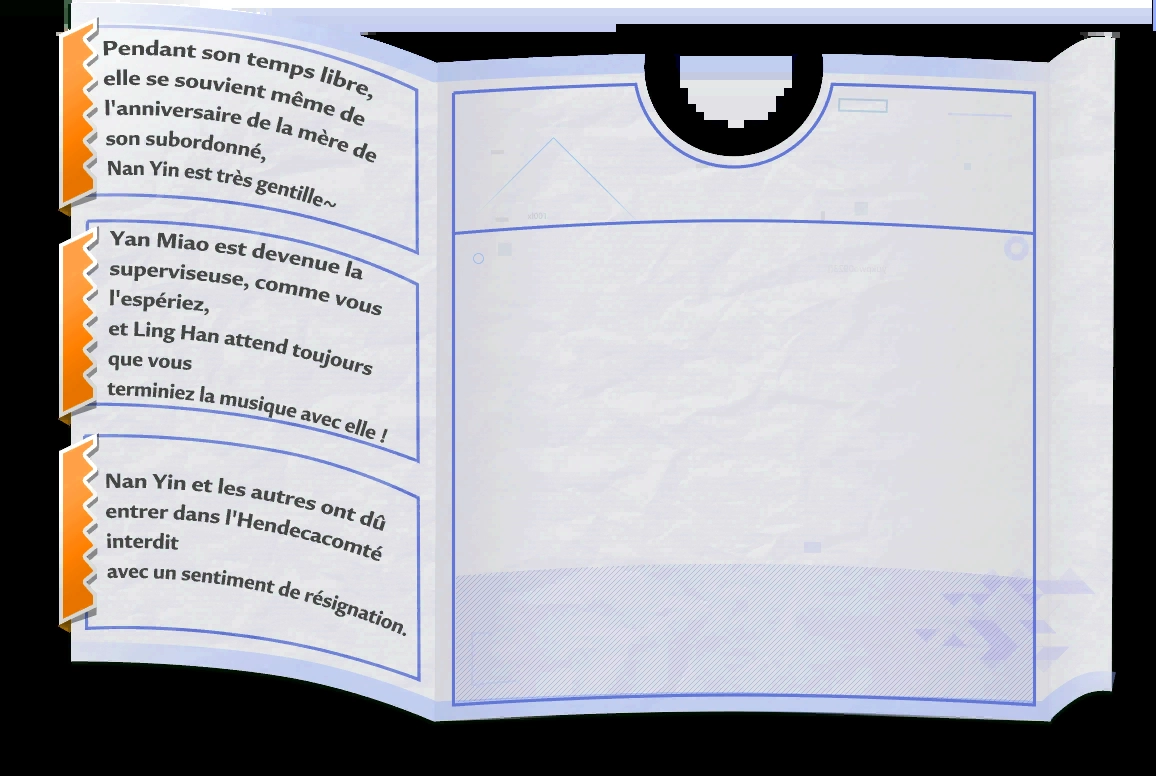 Pendant son temps libre,
elle se souvient même de
l'anniversaire de la mère de
son subordonné,
Nan Yin est très gentille~
Yan Miao est devenue la
superviseuse, comme vous
l'espériez,
et Ling Han attend toujours
que vous
terminiez la musique avec elle !
Nan Yin et les autres ont dû
entrer dans l'Hendecacomté
interdit
avec un sentiment de résignation.